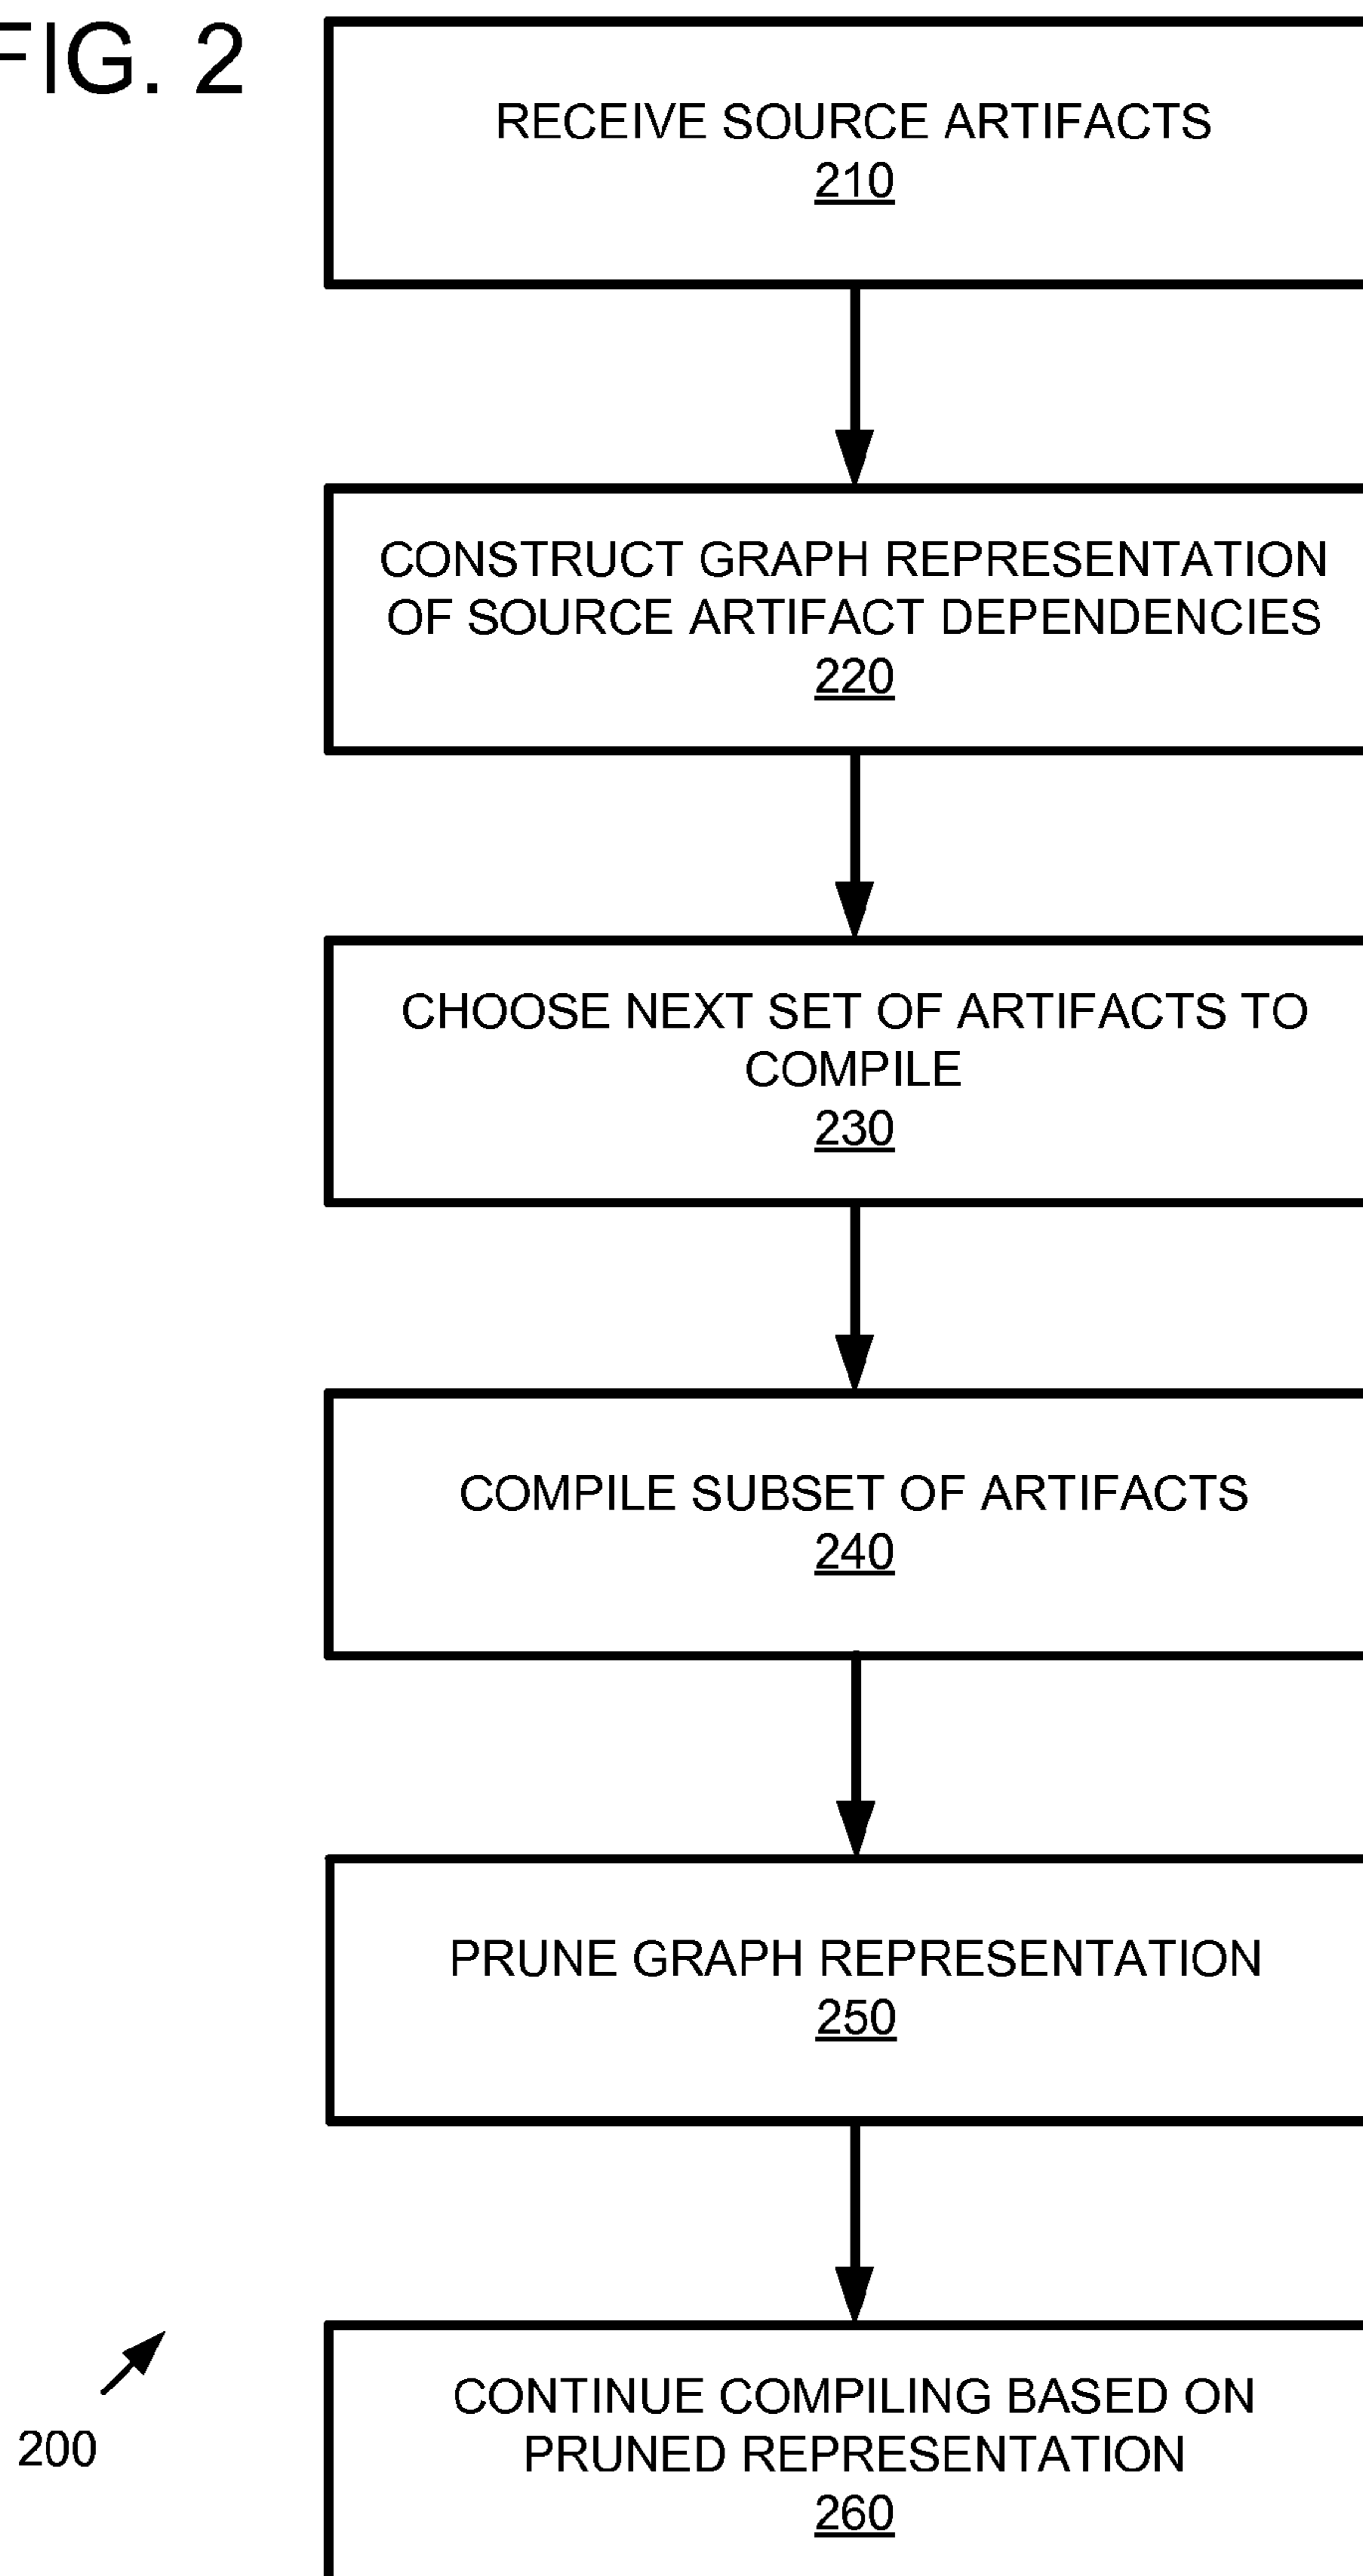 FIG. 2
RECEIVE SOURCE ARTIFACTS
210
CONSTRUCT GRAPH REPRESENTATION
OF SOURCE ARTIFACT DEPENDENCIES
220
CHOOSE NEXT SET OF ARTIFACTS TO
COMPILE
230
COMPILE SUBSET OF ARTIFACTS
240
PRUNE GRAPH REPRESENTATION
250
CONTINUE COMPILING BASED ON
PRUNED REPRESENTATION
260
200